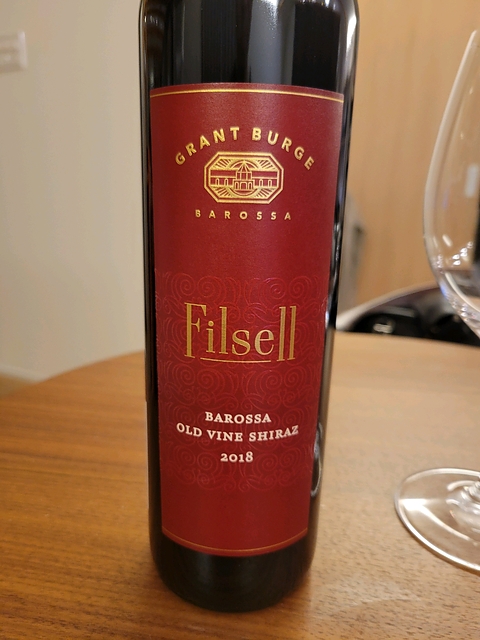 GRANT BURGE
BAROSSA
Filsell
BAROSSA
OLD VINE SHIRAZ
2018